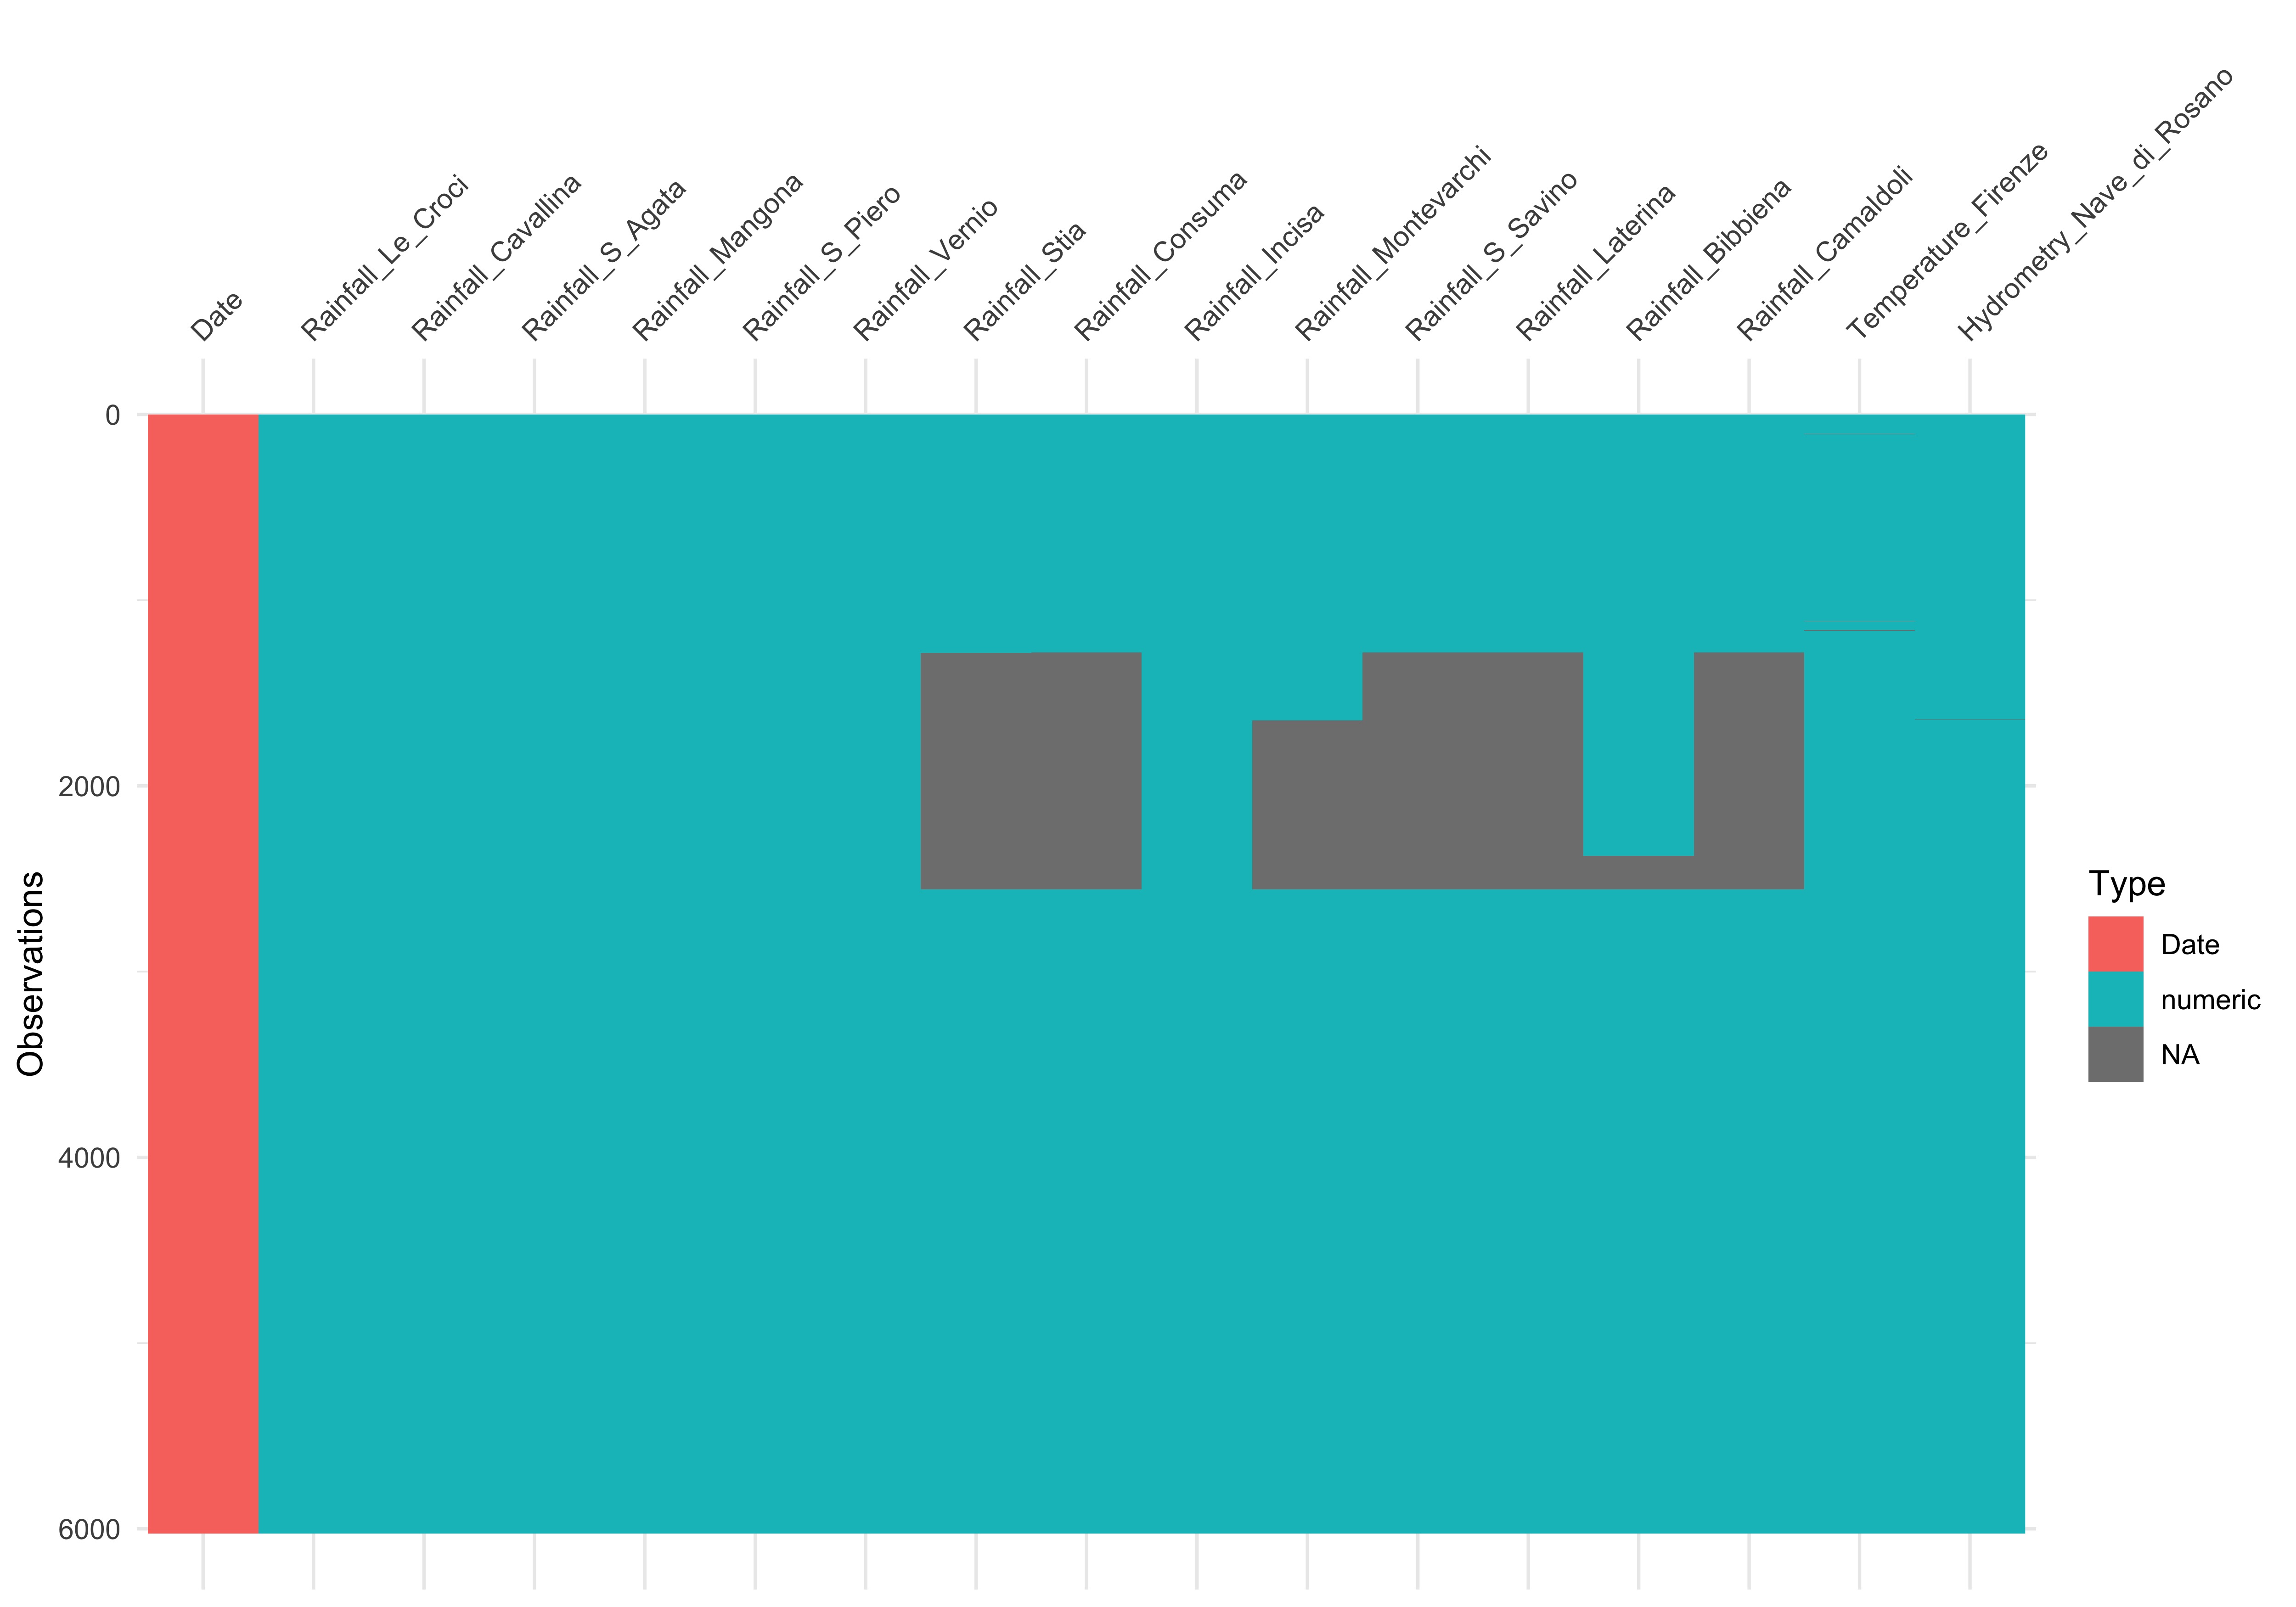 Date
Rainfall_Le_Croci
Rainfall_Cavallina
Rainfall_S_Agata
Rainfall_Mangona
Rainfall_S_Piero
Rainfall_Vernio
Rainfall_Stia
Rainfall_Consuma
Rainfall_Incisa
Rainfall_Montevarchi
Rainfall_S_Savino
Rainfall_Laterina
Rainfall_Bibbiena
Rainfall_Camaldoli
Temperature_Firenze
Hydrometry_Nave_di_Rosano
0
2000
4000
6000
Observations
Type
Date
numeric
NA